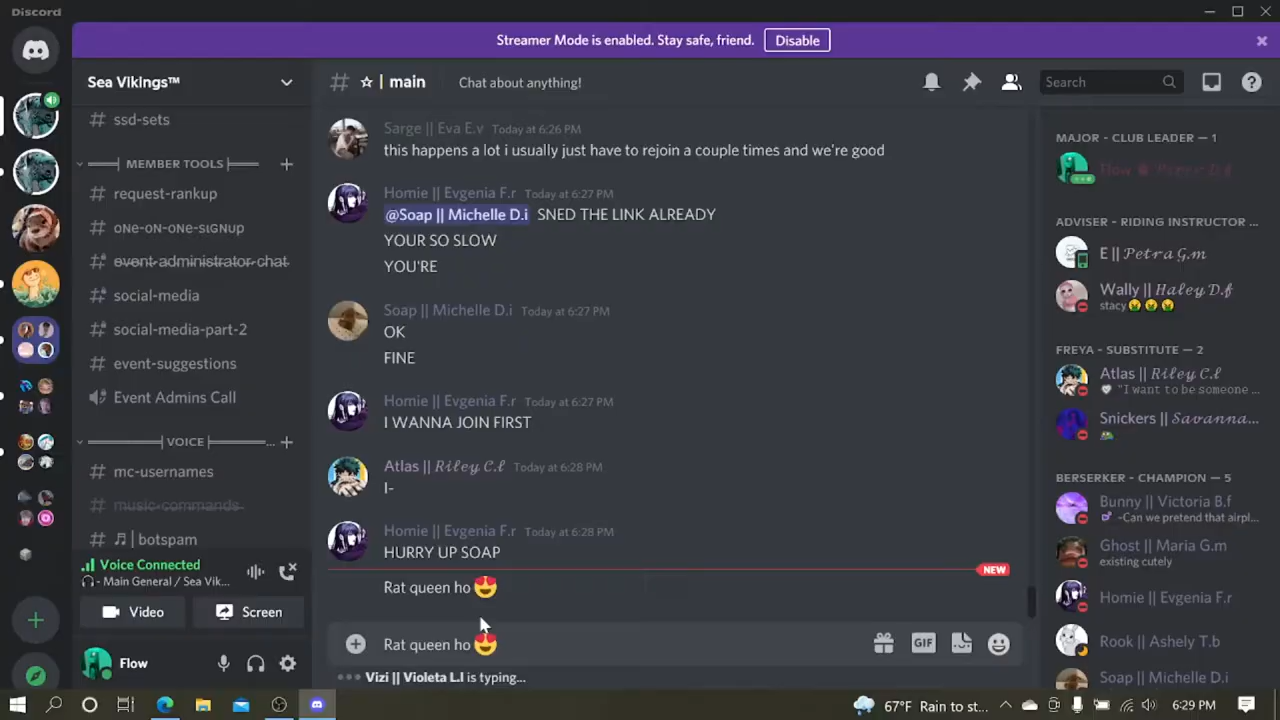 Discord
Streamer Mode is enabled. Stay safe, friend. Disable
Sea Vikings™
# ☆ | main Chat about anything! Search
# ssd-sets
MEMBER TOOLS
# request-rankup
# ᴏɴᴇ-ᴏɴ-ᴏɴᴇ-sɪɢɴᴜᴘ
# event-administrator-chat
# social-media
# social-media-part-2
# event-suggestions
Event Admins Call
VOICE ...
# mc-usernames
# music-commands
# 🎵 | botspam
Voice Connected
- Main General / Sea Vik...
Video Screen
Flow
Sarge || Eva E.v Today at 6:26 PM
this happens a lot i usually just have to rejoin a couple times and we're good
Homie || Evgenia F.r Today at 6:27 PM
@Soap || Michelle D.i SNED THE LINK ALREADY
YOUR SO SLOW
YOU'RE
Soap || Michelle D.i Today at 6:27 PM
OK
FINE
Homie || Evgenia F.r Today at 6:27 PM
I WANNA JOIN FIRST
Atlas || 𝓡𝓲𝓵𝓮𝔂 𝓒.𝓵 Today at 6:28 PM
I-
Homie || Evgenia F.r Today at 6:28 PM
HURRY UP SOAP
NEW
Rat queen ho 😍
Rat queen ho 😍
GIF
Vizi || Violeta L.l is typing...
MAJOR - CLUB LEADER — 1
Flow
ADVISER - RIDING INSTRUCTOR ...
E || 𝓟𝓮𝓽𝓻𝓪 𝓖.𝓶
Wally || 𝓗𝓪𝓵𝓮𝔂 𝓓.𝓯
stacy 🤢 🤢 🤢
FREYA - SUBSTITUTE — 2
Atlas || 𝓡𝓲𝓵𝓮𝔂 𝓒.𝓵
"I want to be someone ...
Snickers || 𝓢𝓪𝓿𝓪𝓷𝓷𝓪...
BERSERKER - CHAMPION — 5
Bunny || Victoria B.f
-Can we pretend that airpl...
Ghost || Maria G.m
existing cutely
Homie || Evgenia F.r
Rook || Ashely T.b
Soap || Michelle D.i
67°F Rain to st... 6:29 PM